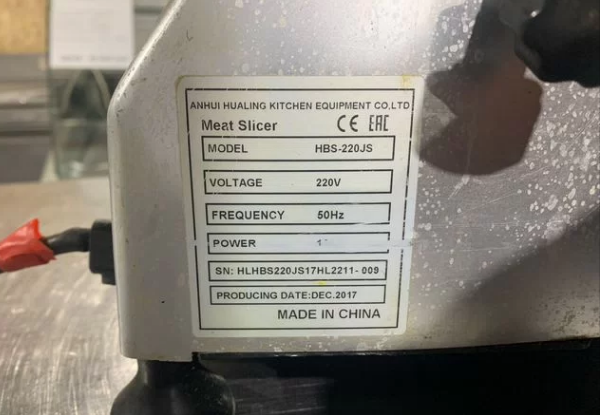 ANHUI HUALING KITCHEN EQUIPMENT CO,LTD
Meat Slicer CE EAC
MODEL HBS-220JS
VOLTAGE 220V
FREQUENCY 50Hz
POWER
SN: HLHBS220JS17HL2211- 009
PRODUCING DATE:DEC.2017
MADE IN CHINA